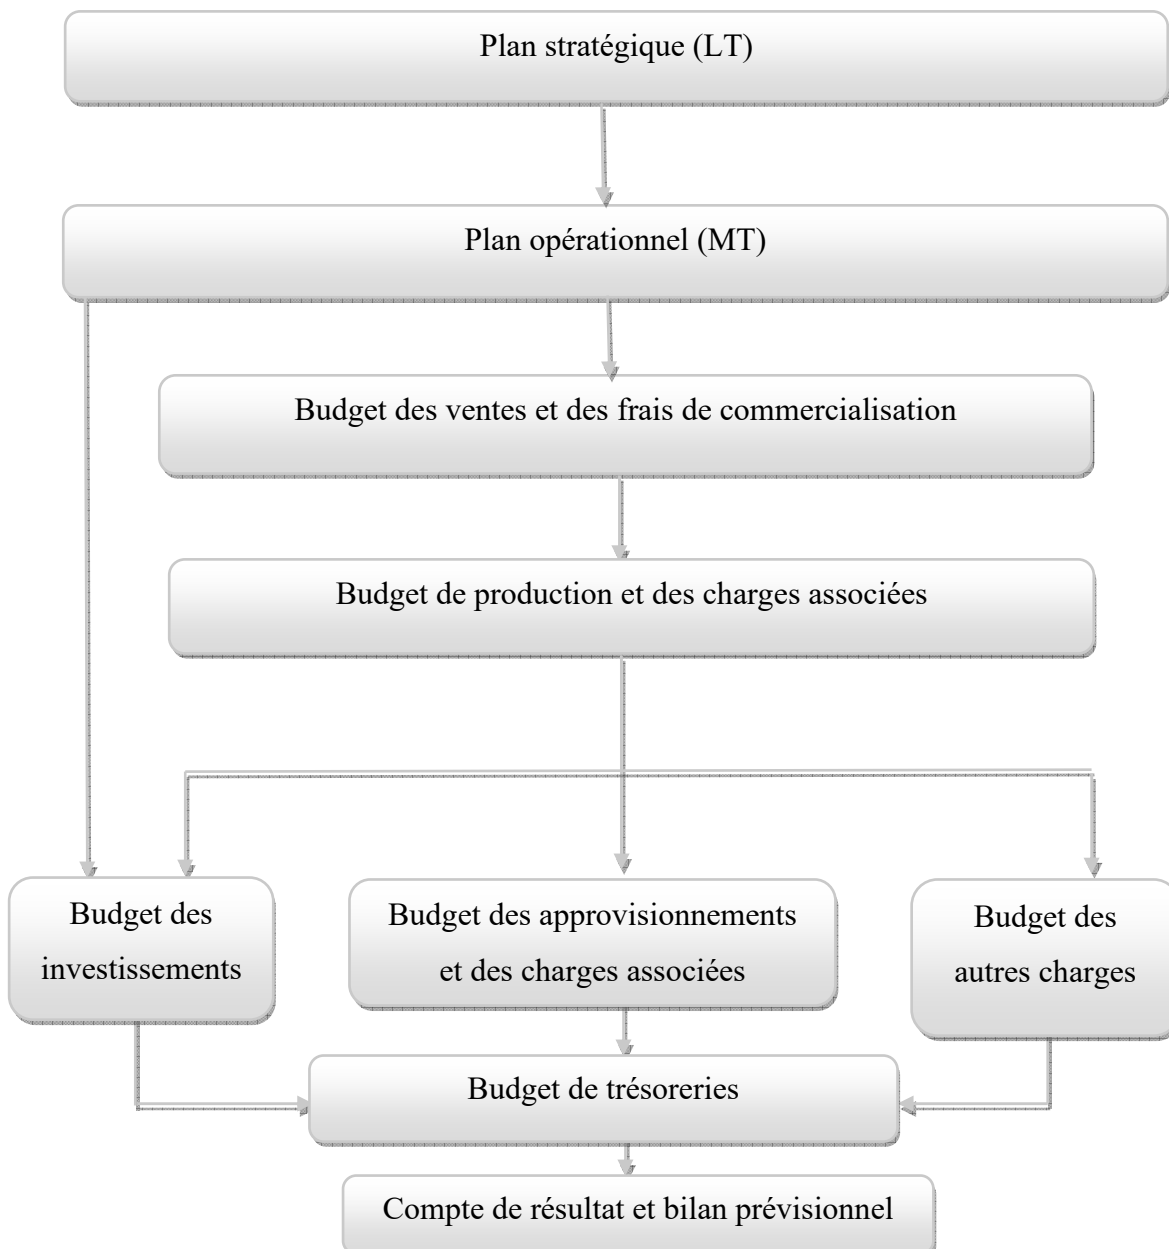 Plan stratégique (LT)
Plan opérationnel (MT)
Budget des ventes et des frais de commercialisation
Budget de production et des charges associées
Budget des
investissements
Budget des approvisionnements
et des charges associées
Budget des
autres charges
Budget de trésoreries
Compte de résultat et bilan prévisionnel